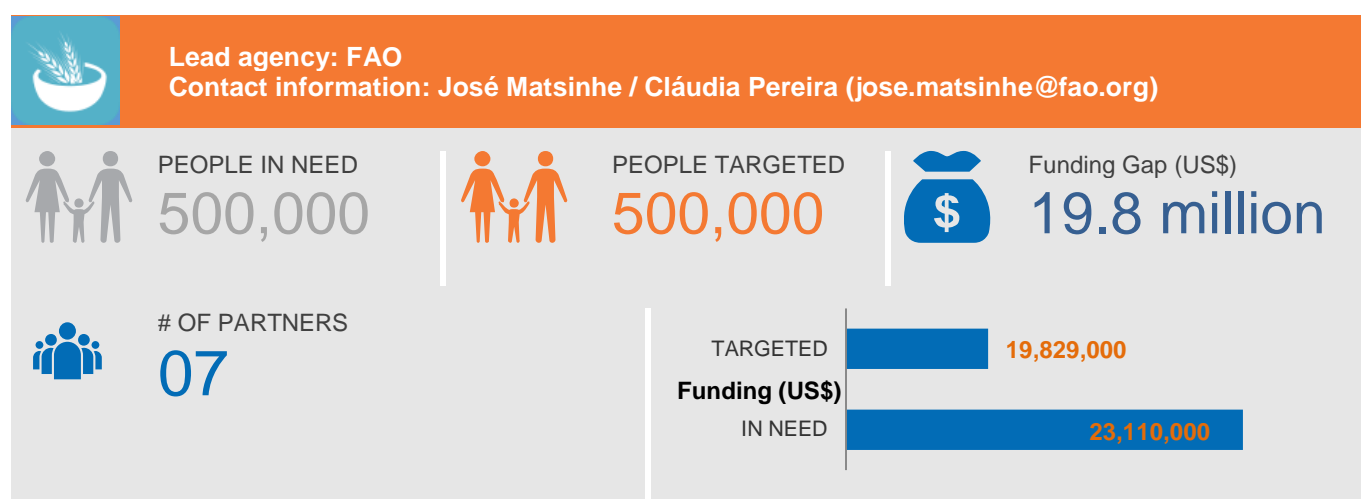 Lead agency: FAO
Contact information: José Matsinhe / Cláudia Pereira (jose.matsinhe@fao.org)
PEOPLE IN NEED
500,000
PEOPLE TARGETED
500,000
$
Funding Gap (US$)
19.8 million
# OF PARTNERS
07
TARGETED
19,829,000
Funding (US$)
IN NEED
23,110,000